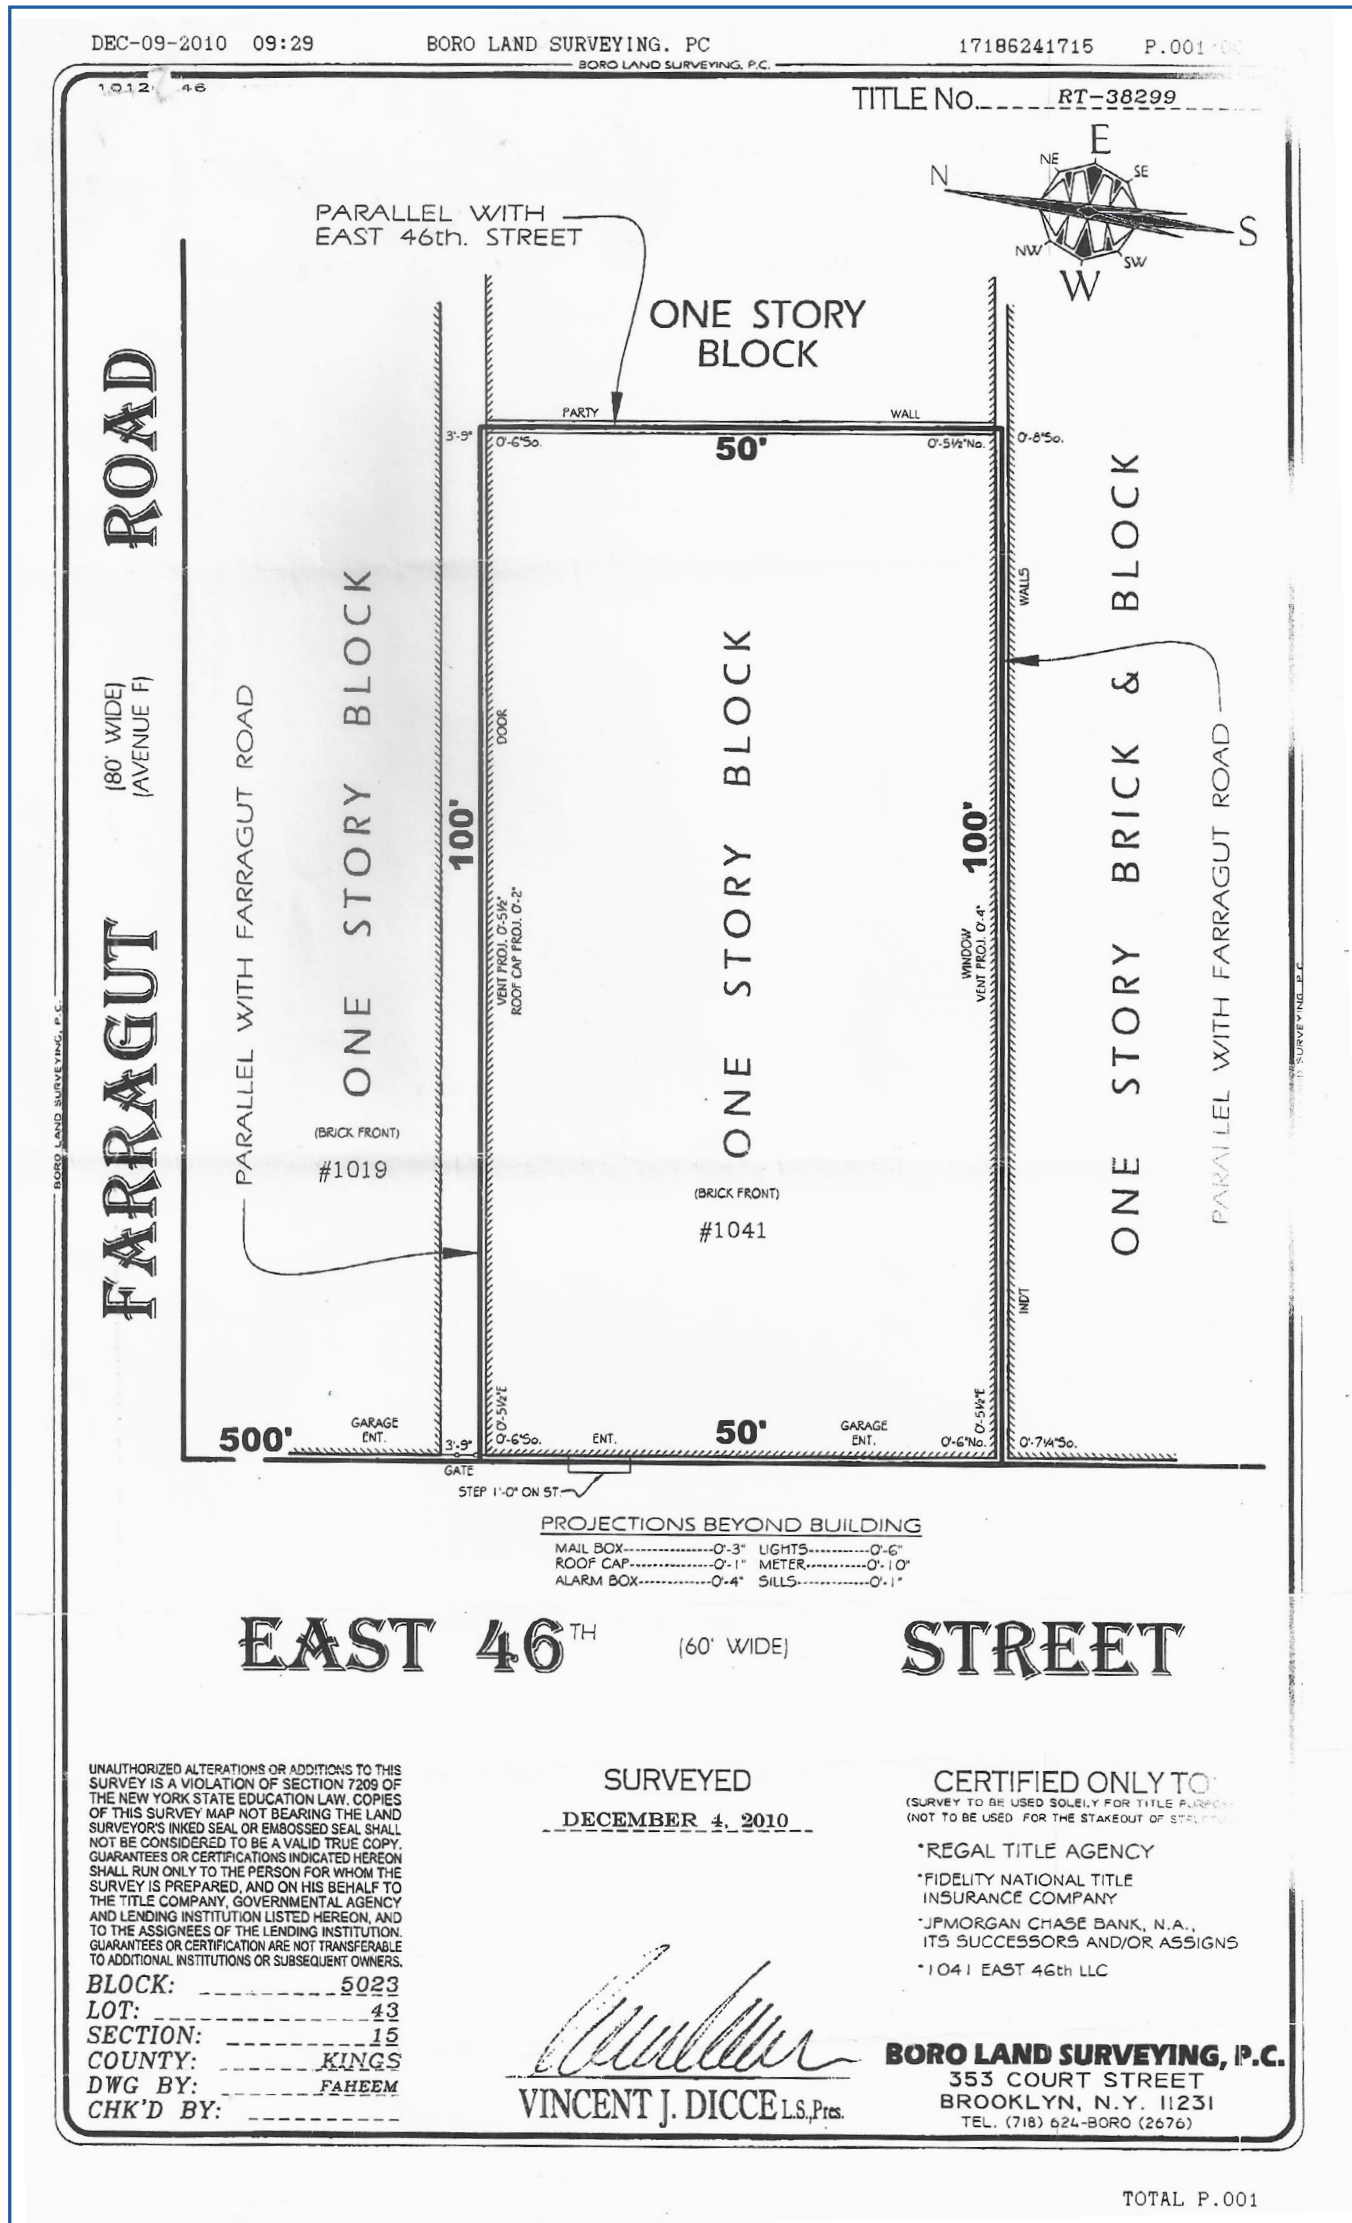 DEC-09-2010 09:29 BORO LAND SURVEYING. PC 17186241715 P.001
BORO LAND SURVEYING, P.C.
TITLE No. RT-38299
E
NE
SE
N
S
NW
SW
W
PARALLEL WITH
EAST 46th. STREET
ONE STORY
BLOCK
PARTY WALL
3'-9" 0'-6"So. 50' 0'-5½"No. 0'-8"So.
FARRAGUT ROAD
(80' WIDE)
(AVENUE F)
PARALLEL WITH FARRAGUT ROAD
ONE STORY BLOCK
(BRICK FRONT)
#1019
100'
DOOR
VENT PROJ. 0'-5½"
ROOF CAP PROJ. 0'-2"
ONE STORY BLOCK
(BRICK FRONT)
#1041
100'
WINDOW
VENT PROJ. 0'-4"
WALLS
INDT
ONE STORY BRICK & BLOCK
PARALLEL WITH FARRAGUT ROAD
BORO LAND SURVEYING, P.C.
SURVEYING, P.C.
0'-5½"E
0'-5½"E
500' GARAGE
ENT.
3'-9" 0'-6"So. ENT. 50' GARAGE
ENT.
0'-6"No. 0'-7¼"So.
GATE
STEP 1'-0" ON ST.
PROJECTIONS BEYOND BUILDING
MAIL BOX---------------0'-3" LIGHTS----------0'-6"
ROOF CAP--------------0'-1" METER-----------0'-10"
ALARM BOX------------0'-4" SILLS------------0'-1"
EAST 46TH (60' WIDE) STREET
UNAUTHORIZED ALTERATIONS OR ADDITIONS TO THIS
SURVEY IS A VIOLATION OF SECTION 7209 OF
THE NEW YORK STATE EDUCATION LAW. COPIES
OF THIS SURVEY MAP NOT BEARING THE LAND
SURVEYOR'S INKED SEAL OR EMBOSSED SEAL SHALL
NOT BE CONSIDERED TO BE A VALID TRUE COPY.
GUARANTEES OR CERTIFICATIONS INDICATED HEREON
SHALL RUN ONLY TO THE PERSON FOR WHOM THE
SURVEY IS PREPARED, AND ON HIS BEHALF TO
THE TITLE COMPANY, GOVERNMENTAL AGENCY
AND LENDING INSTITUTION LISTED HEREON, AND
TO THE ASSIGNEES OF THE LENDING INSTITUTION.
GUARANTEES OR CERTIFICATION ARE NOT TRANSFERABLE
TO ADDITIONAL INSTITUTIONS OR SUBSEQUENT OWNERS.
BLOCK: 5023
LOT: 43
SECTION: 15
COUNTY: KINGS
DWG BY: FAHEEM
CHK'D BY:
SURVEYED
DECEMBER 4, 2010
VINCENT J. DICCE L.S.,Pres.
CERTIFIED ONLY TO
(SURVEY TO BE USED SOLELY FOR TITLE
(NOT TO BE USED FOR THE STAKEOUT OF
*REGAL TITLE AGENCY
*FIDELITY NATIONAL TITLE
INSURANCE COMPANY
*JPMORGAN CHASE BANK, N.A.,
ITS SUCCESSORS AND/OR ASSIGNS
*1041 EAST 46th LLC
BORO LAND SURVEYING, P.C.
353 COURT STREET
BROOKLYN, N.Y. 11231
TEL. (718) 624-BORO (2676)
TOTAL P.001